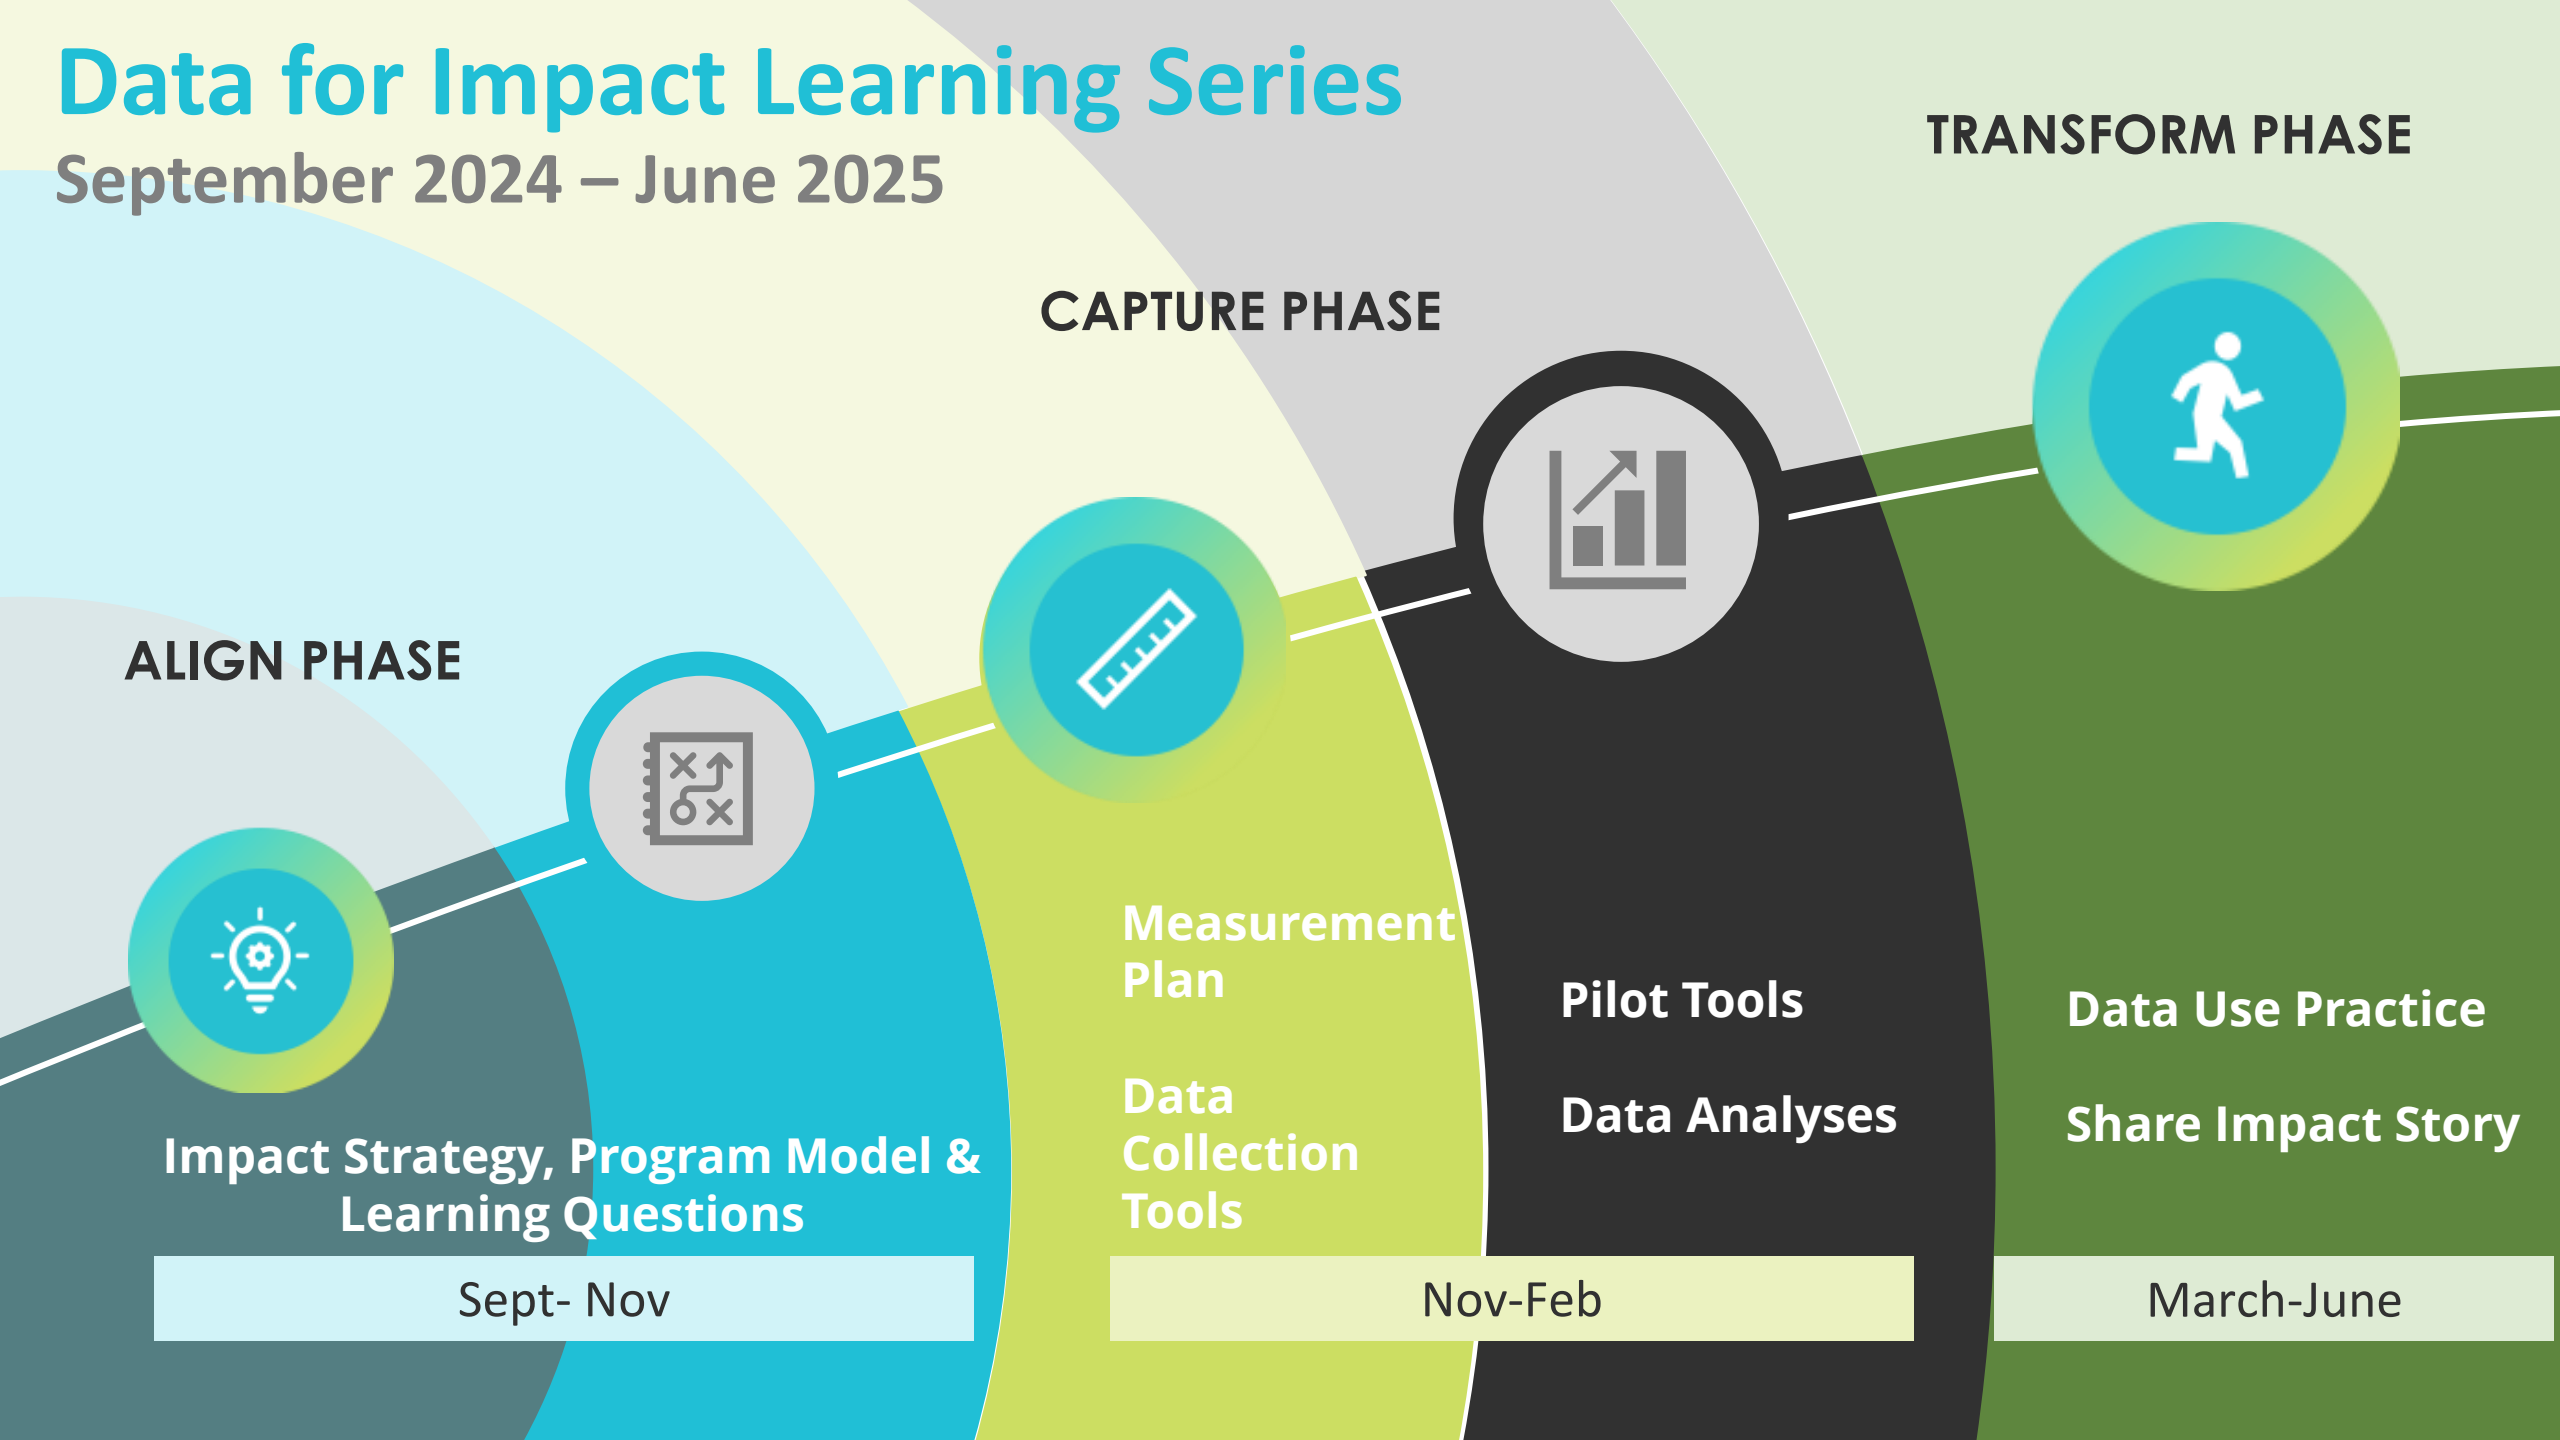 Data for Impact Learning Series
September 2024 – June 2025
TRANSFORM PHASE
CAPTURE PHASE
ALIGN PHASE
Impact Strategy, Program Model &
Learning Questions
Sept- Nov
Measurement
Plan
Data
Collection
Tools
Pilot Tools
Data Analyses
Nov-Feb
Data Use Practice
Share Impact Story
March-June